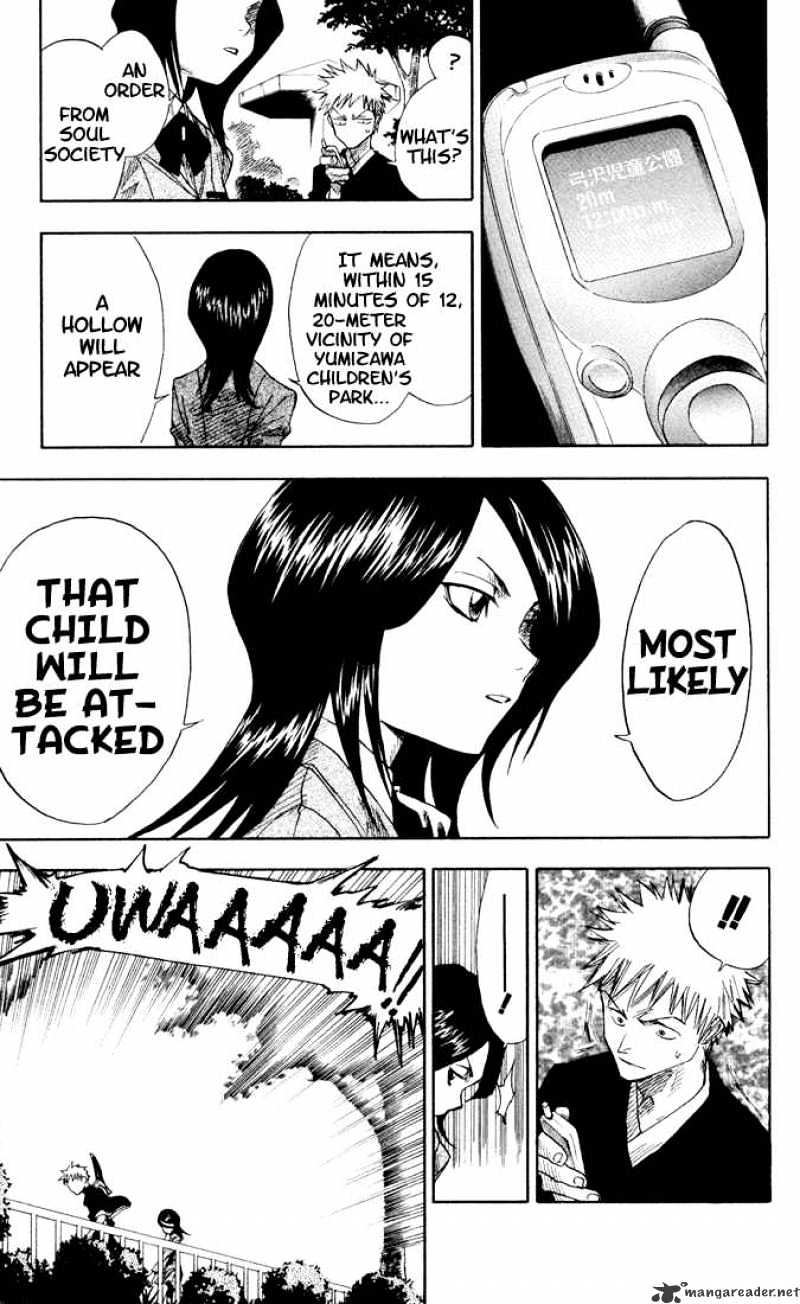 弓沢児童公園
20m
12:00p.m.
?
WHAT'S
THIS?
AN
ORDER
FROM
SOUL
SOCIETY
IT MEANS,
WITHIN 15
MINUTES OF 12,
20-METER
VICINITY OF
YUMIZAWA
CHILDREN'S
PARK...
A
HOLLOW
WILL
APPEAR
MOST
LIKELY
THAT
CHILD
WILL
BE AT-
TACKED
!!
—!
UWAAAAA!!
mangareader.net